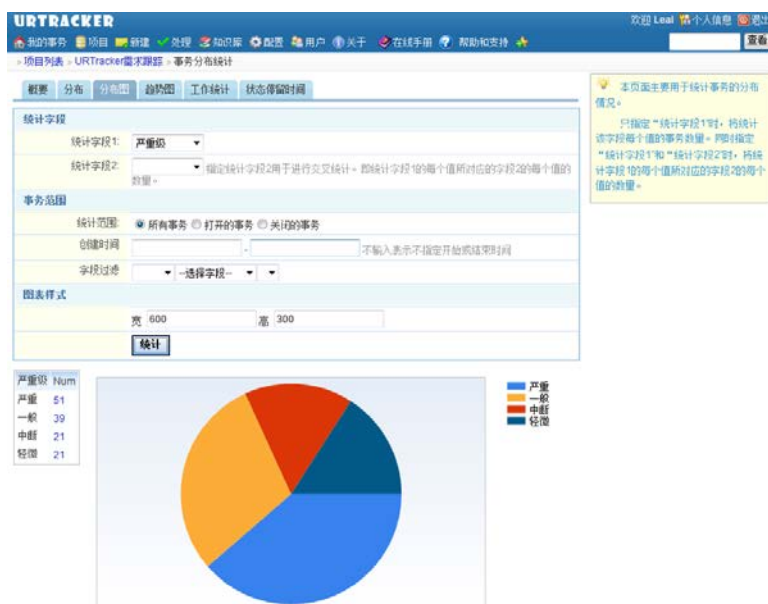 URTRACKER
欢迎 Leal 个人信息 退出
我的事务 项目 新建 处理 知识库 配置 用户 关于 在线手册 帮助和支持
查看
» 项目列表 » URTracker需求跟踪 » 事务分布统计
概要 分布 分布图 趋势图 工作统计 状态停留时间
统计字段
统计字段1: 严重级
统计字段2: 指定统计字段2用于进行交叉统计。即统计字段1的每个值所对应的字段2的每个值的
数量。
事务范围
统计范围: 所有事务 打开的事务 关闭的事务
创建时间 - 不输入表示不指定开始或结束时间
字段过滤 --选择字段--
图表样式
宽 600 高 300
统计
本页面主要用于统计事务的分布
情况。
只指定“统计字段1”时，将统计
该字段每个值的事务数量。同时指定
“统计字段1”和“统计字段2”时，将统
计字段1的每个值所对应的字段2的每个
值的数量。
严重级 Num
严重 51
一般 39
中断 21
轻微 21
严重
一般
中断
轻微